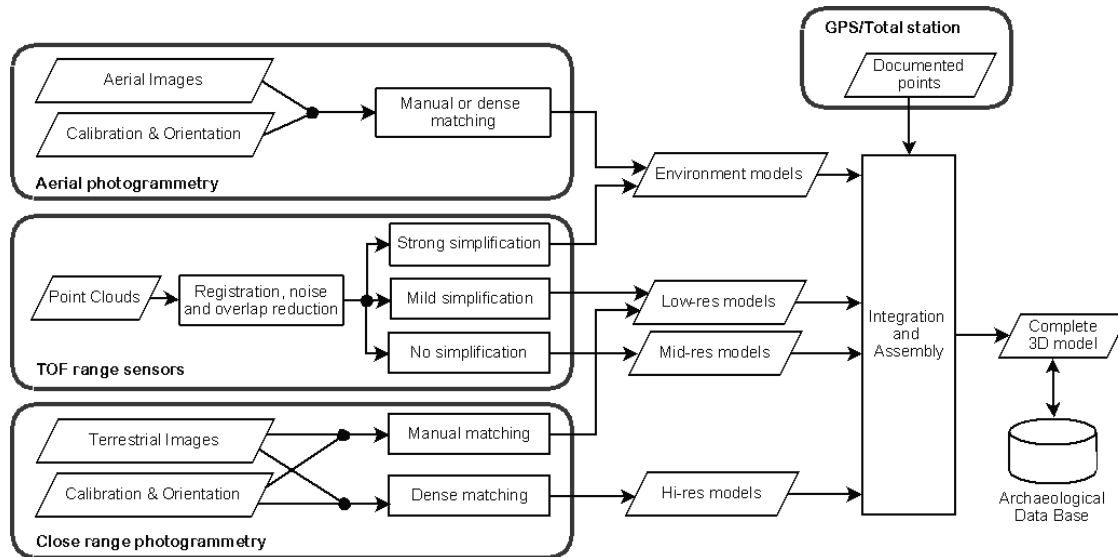 GPS/Total station
Documented
points
Aerial Images
Calibration & Orientation
Manual or dense
matching
Aerial photogrammetry
Environment models
Point Clouds
Registration, noise
and overlap reduction
Strong simplification
Mild simplification
No simplification
TOF range sensors
Low-res models
Mid-res models
Integration
and
Assembly
Complete
3D model
Terrestrial Images
Calibration & Orientation
Manual matching
Dense matching
Close range photogrammetry
Hi-res models
Archaeological
Data Base